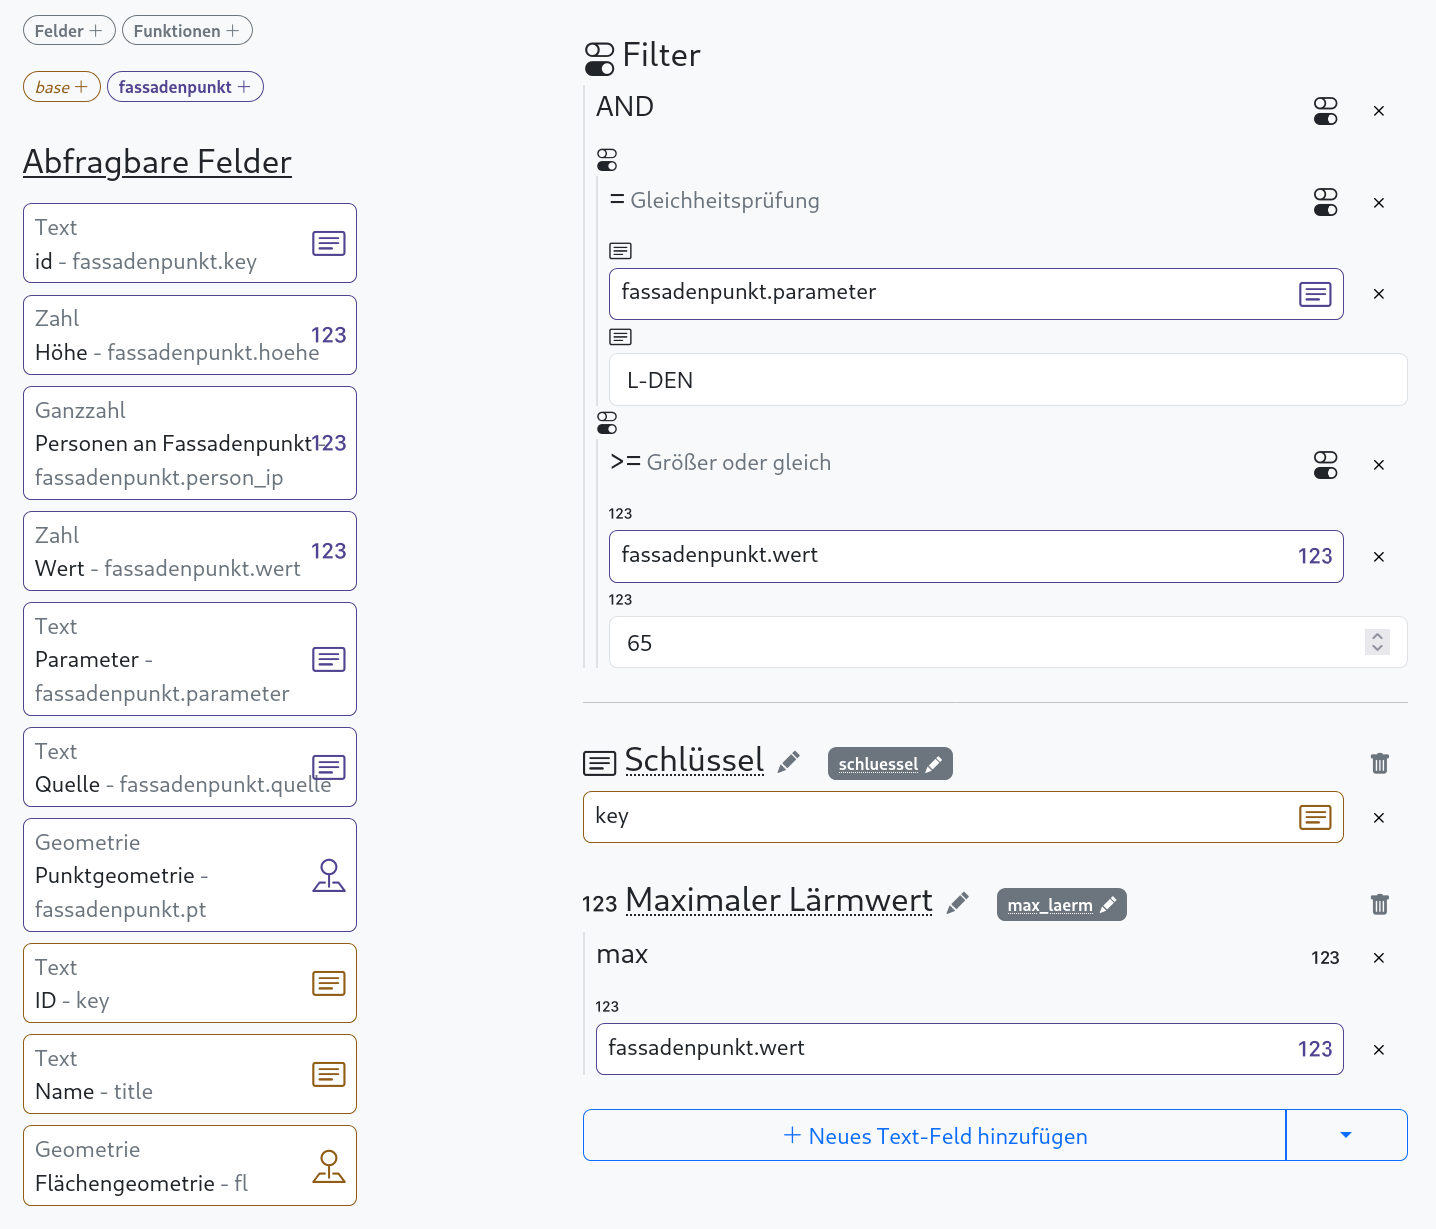 Felder +
Funktionen +
base +
fassadenpunkt +
Abfragbare Felder
Text
id - fassadenpunkt.key
Zahl
123
Höhe - fassadenpunkt.hoehe
Ganzzahl
Personen an Fassadenpunkt -
123
fassadenpunkt.person_ip
Zahl
123
Wert - fassadenpunkt.wert
Text
Parameter -
fassadenpunkt.parameter
Text
Quelle - fassadenpunkt.quelle
Geometrie
Punktgeometrie -
fassadenpunkt.pt
Text
ID - key
Text
Name - title
Geometrie
Flächengeometrie - fl
Filter
AND
×
= Gleichheitsprüfung
×
fassadenpunkt.parameter
×
L-DEN
>= Größer oder gleich
×
123
fassadenpunkt.wert
123
×
123
65
Schlüssel
schluessel
key
×
123 Maximaler Lärmwert
max_laerm
max
123
×
123
fassadenpunkt.wert
123
×
+ Neues Text-Feld hinzufügen